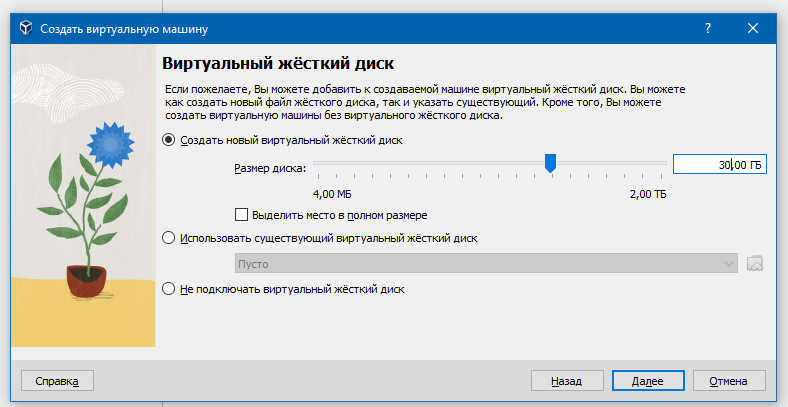 Создать виртуальную машину
?
Виртуальный жёсткий диск
Если пожелаете, Вы можете добавить к создаваемой машине виртуальный жёсткий диск. Вы можете
как создать новый файл жёсткого диска, так и указать существующий. Кроме того, Вы можете
создать виртуальную машины без виртуального жёсткого диска.
Создать новый виртуальный жёсткий диск
Размер диска:
30,00 ГБ
4,00 МБ
2,00 ТБ
Выделить место в полном размере
Использовать существующий виртуальный жёсткий диск
Пусто
Не подключать виртуальный жёсткий диск
Справка
Назад
Далее
Отмена